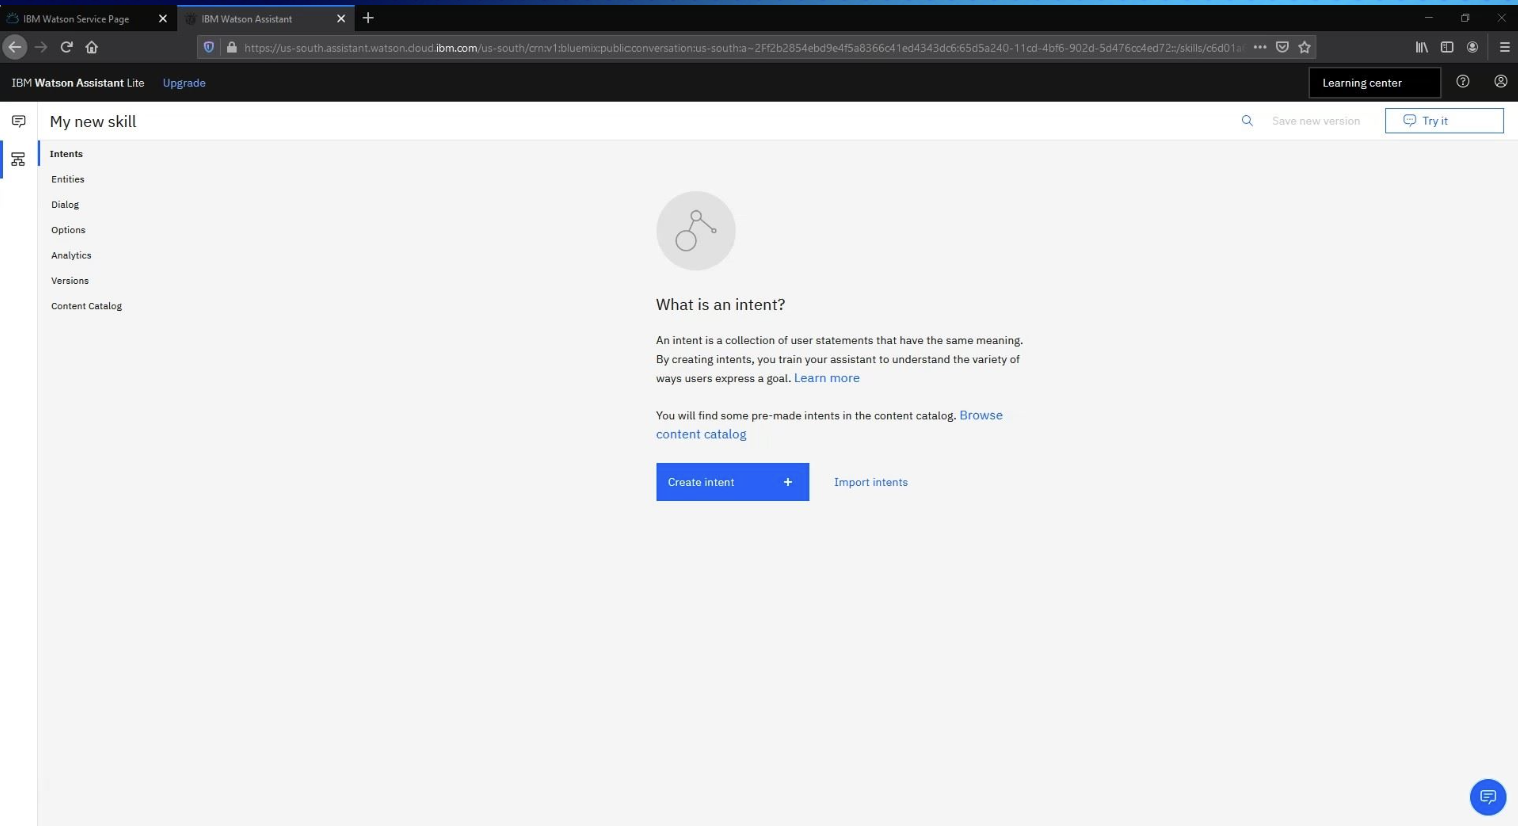 IBM Watson Service Page
IBM Watson Assistant
https://us-south.assistant.watson.cloud.ibm.com/us-south/crn:v1:bluemix:public:conversation:us-south:a~2Ff2b2854ebd9e4f5a8366c41ed4343dc6:65d5a240-11cd-4bf6-902d-5d476cc4ed72::/skills/c6d01a
IBM Watson Assistant Lite
Upgrade
Learning center
My new skill
Save new version
Try it
Intents
Entities
Dialog
Options
Analytics
Versions
Content Catalog
What is an intent?
An intent is a collection of user statements that have the same meaning.
By creating intents, you train your assistant to understand the variety of
ways users express a goal. Learn more
You will find some pre-made intents in the content catalog. Browse
content catalog
Create intent +
Import intents